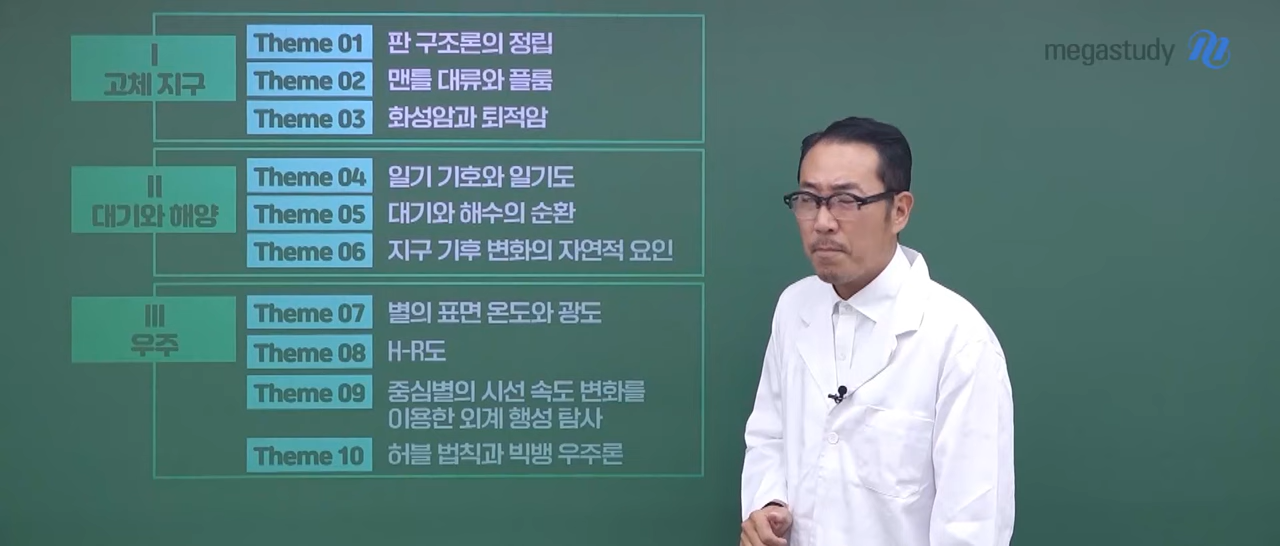 megastudy
I
고체 지구
Theme 01 판 구조론의 정립
Theme 02 맨틀 대류와 플룸
Theme 03 화성암과 퇴적암
II
대기와 해양
Theme 04 일기 기호와 일기도
Theme 05 대기와 해수의 순환
Theme 06 지구 기후 변화의 자연적 요인
III
우주
Theme 07 별의 표면 온도와 광도
Theme 08 H-R도
Theme 09 중심별의 시선 속도 변화를
이용한 외계 행성 탐사
Theme 10 허블 법칙과 빅뱅 우주론